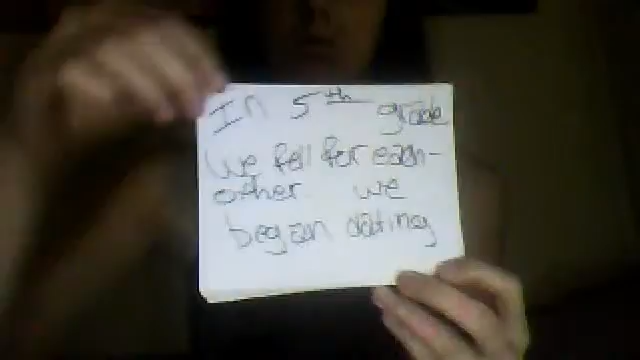 In 5th grade
we fell for each-
other. we
began dating